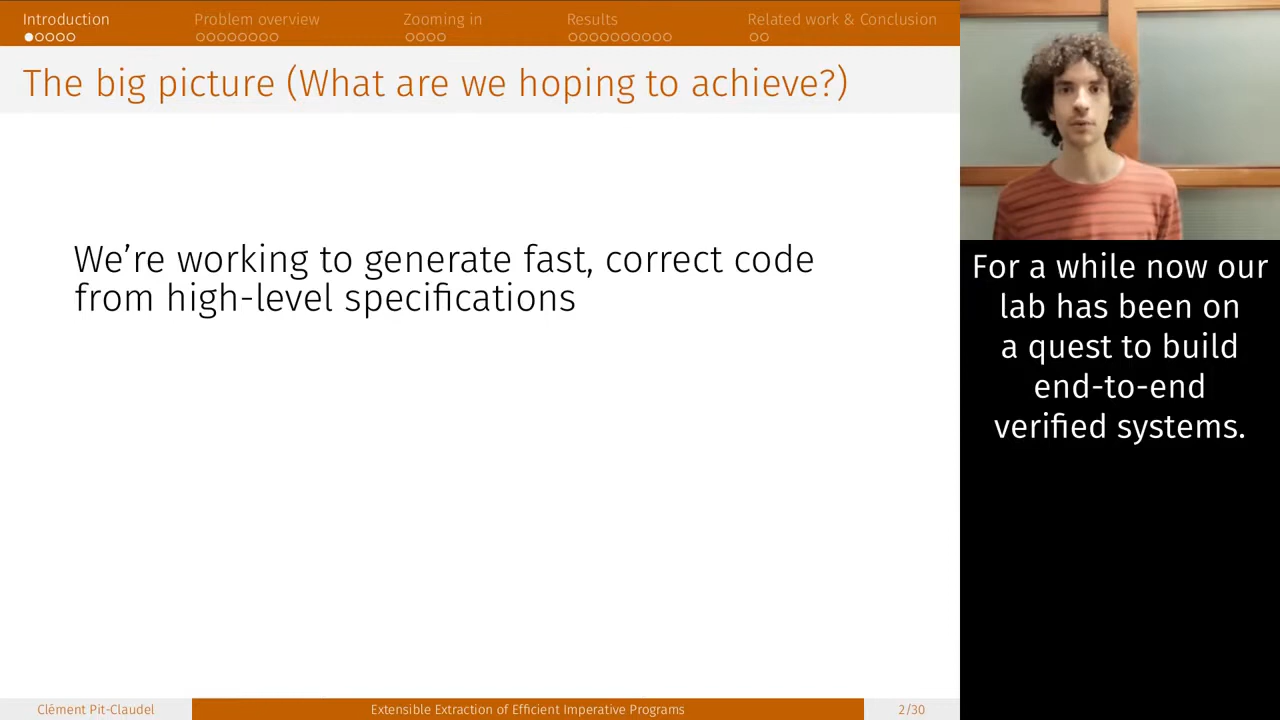 Introduction
Problem overview
Zooming in
Results
Related work & Conclusion
The big picture (What are we hoping to achieve?)
We’re working to generate fast, correct code
from high-level specifications
For a while now our
lab has been on
a quest to build
end-to-end
verified systems.
Clément Pit-Claudel
Extensible Extraction of Efficient Imperative Programs
2/30